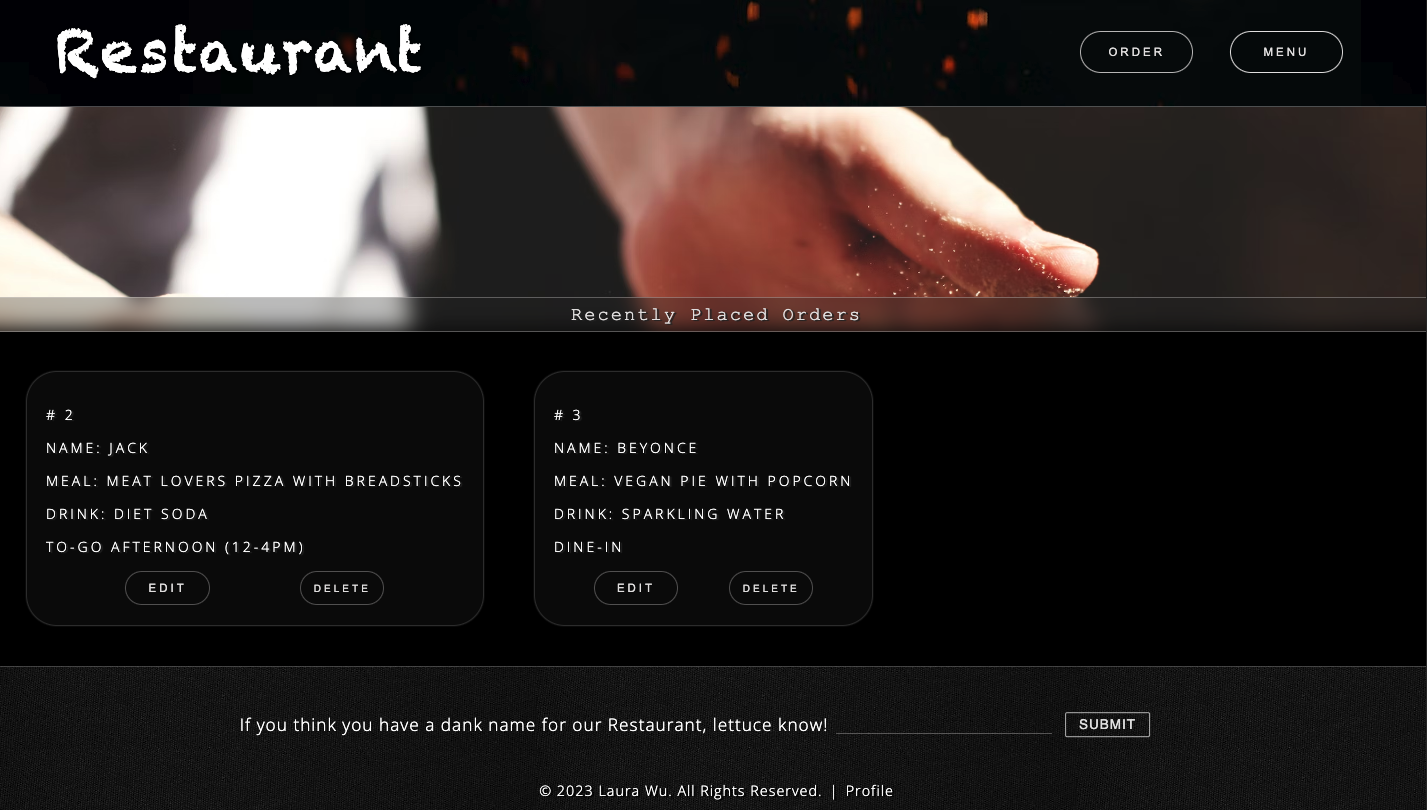 Restaurant
ORDER
MENU
Recently Placed Orders
# 2
NAME: JACK
MEAL: MEAT LOVERS PIZZA WITH BREADSTICKS
DRINK: DIET SODA
TO-GO AFTERNOON (12-4PM)
EDIT
DELETE
# 3
NAME: BEYONCE
MEAL: VEGAN PIE WITH POPCORN
DRINK: SPARKLING WATER
DINE-IN
EDIT
DELETE
If you think you have a dank name for our Restaurant, lettuce know!
SUBMIT
© 2023 Laura Wu. All Rights Reserved. | Profile